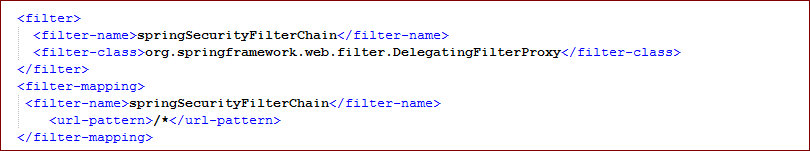 <filter>
<filter-name>springSecurityFilterChain</filter-name>
<filter-class>org.springframework.web.filter.DelegatingFilterProxy</filter-class>
</filter>
<filter-mapping>
<filter-name>springSecurityFilterChain</filter-name>
<url-pattern>/*</url-pattern>
</filter-mapping>